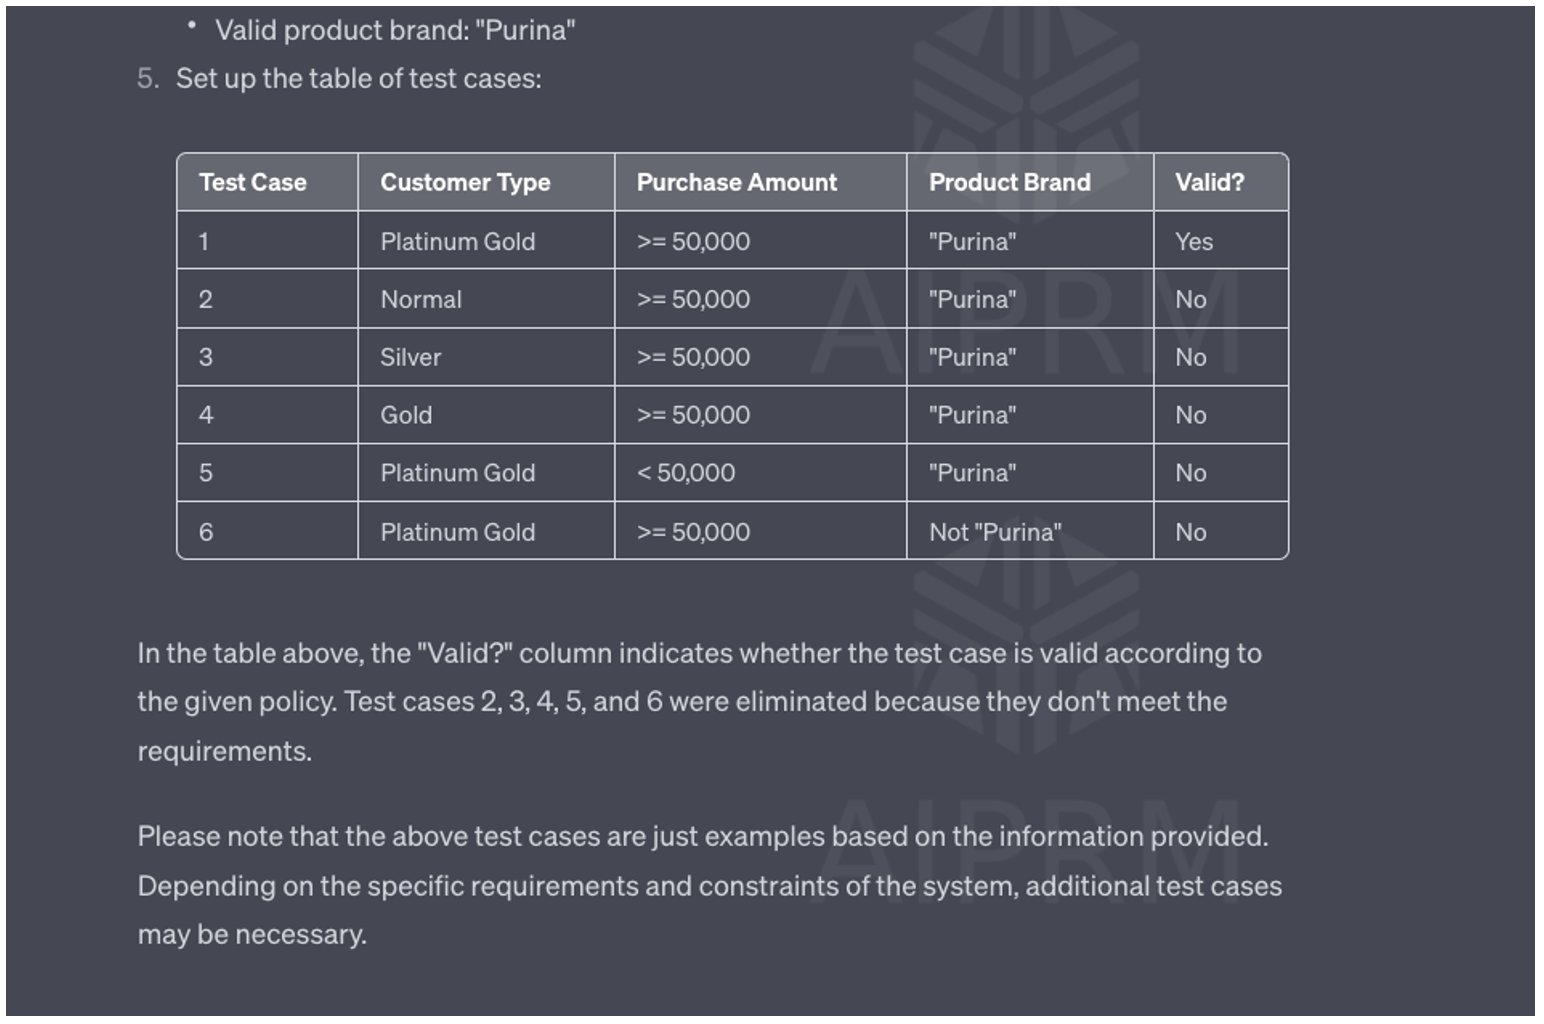 • Valid product brand: "Purina"
5. Set up the table of test cases:
Test Case Customer Type Purchase Amount Product Brand Valid?
1 Platinum Gold >= 50,000 "Purina" Yes
2 Normal >= 50,000 "Purina" No
3 Silver >= 50,000 "Purina" No
4 Gold >= 50,000 "Purina" No
5 Platinum Gold < 50,000 "Purina" No
6 Platinum Gold >= 50,000 Not "Purina" No
AIPRM
In the table above, the "Valid?" column indicates whether the test case is valid according to
the given policy. Test cases 2, 3, 4, 5, and 6 were eliminated because they don't meet the
requirements.
Please note that the above test cases are just examples based on the information provided.
Depending on the specific requirements and constraints of the system, additional test cases
may be necessary.
AIPRM